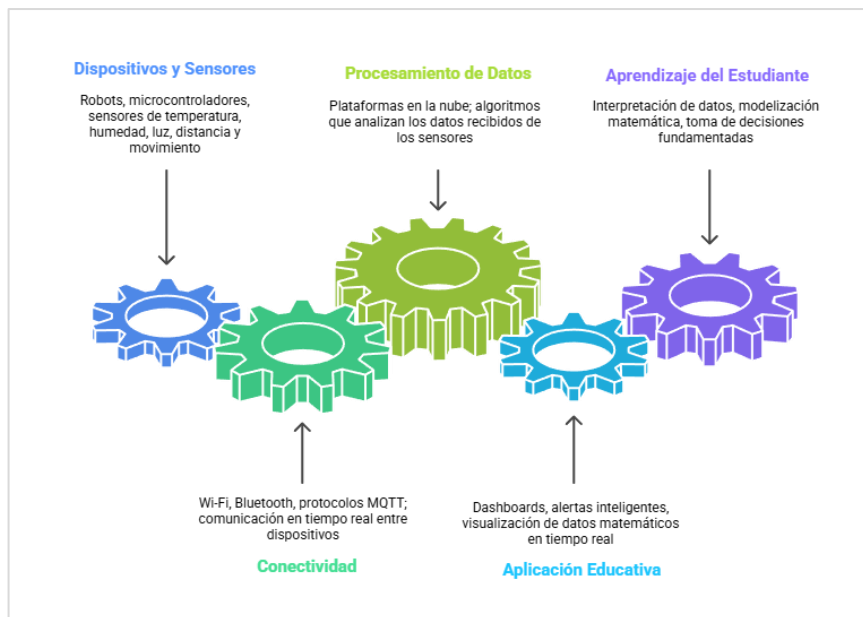 Dispositivos y Sensores
Robots, microcontroladores,
sensores de temperatura,
humedad, luz, distancia y
movimiento
Procesamiento de Datos
Plataformas en la nube; algoritmos
que analizan los datos recibidos de
los sensores
Aprendizaje del Estudiante
Interpretación de datos, modelización
matemática, toma de decisiones
fundamentadas
Wi-Fi, Bluetooth, protocolos MQTT;
comunicación en tiempo real entre
dispositivos
Conectividad
Dashboards, alertas inteligentes,
visualización de datos matemáticos
en tiempo real
Aplicación Educativa